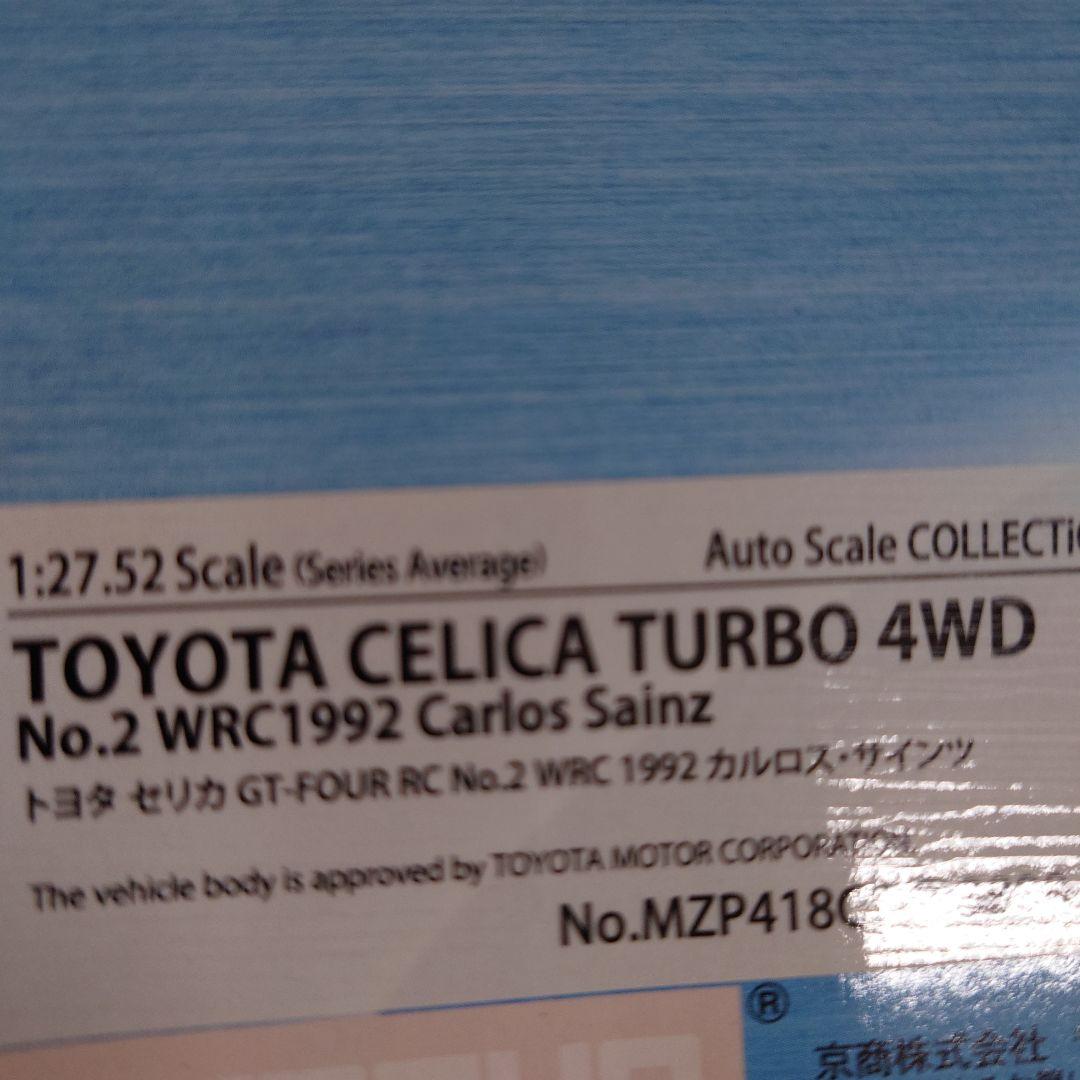 1:27.52 Scale (Series Average) Auto Scale COLLECTi
TOYOTA CELICA TURBO 4WD
No.2 WRC1992 Carlos Sainz
トヨタ セリカ GT-FOUR RC No.2 WRC 1992 カルロス・サインツ
The vehicle body is approved by TOYOTA MOTOR CORPORATION.
No.MZP418
®
京商株式会社